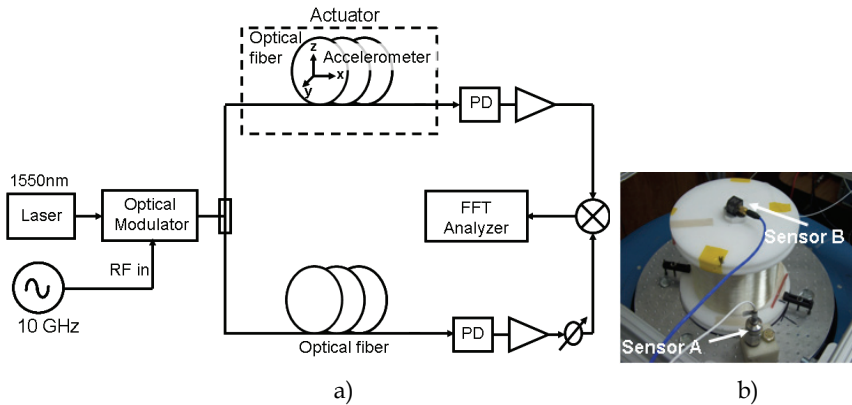 Actuator
Optical
fiber
Accelerometer
z
x
y
PD
1550nm
Laser
Optical
Modulator
FFT
Analyzer
RF in
10 GHz
Optical fiber
PD
Sensor B
Sensor A
a)
b)